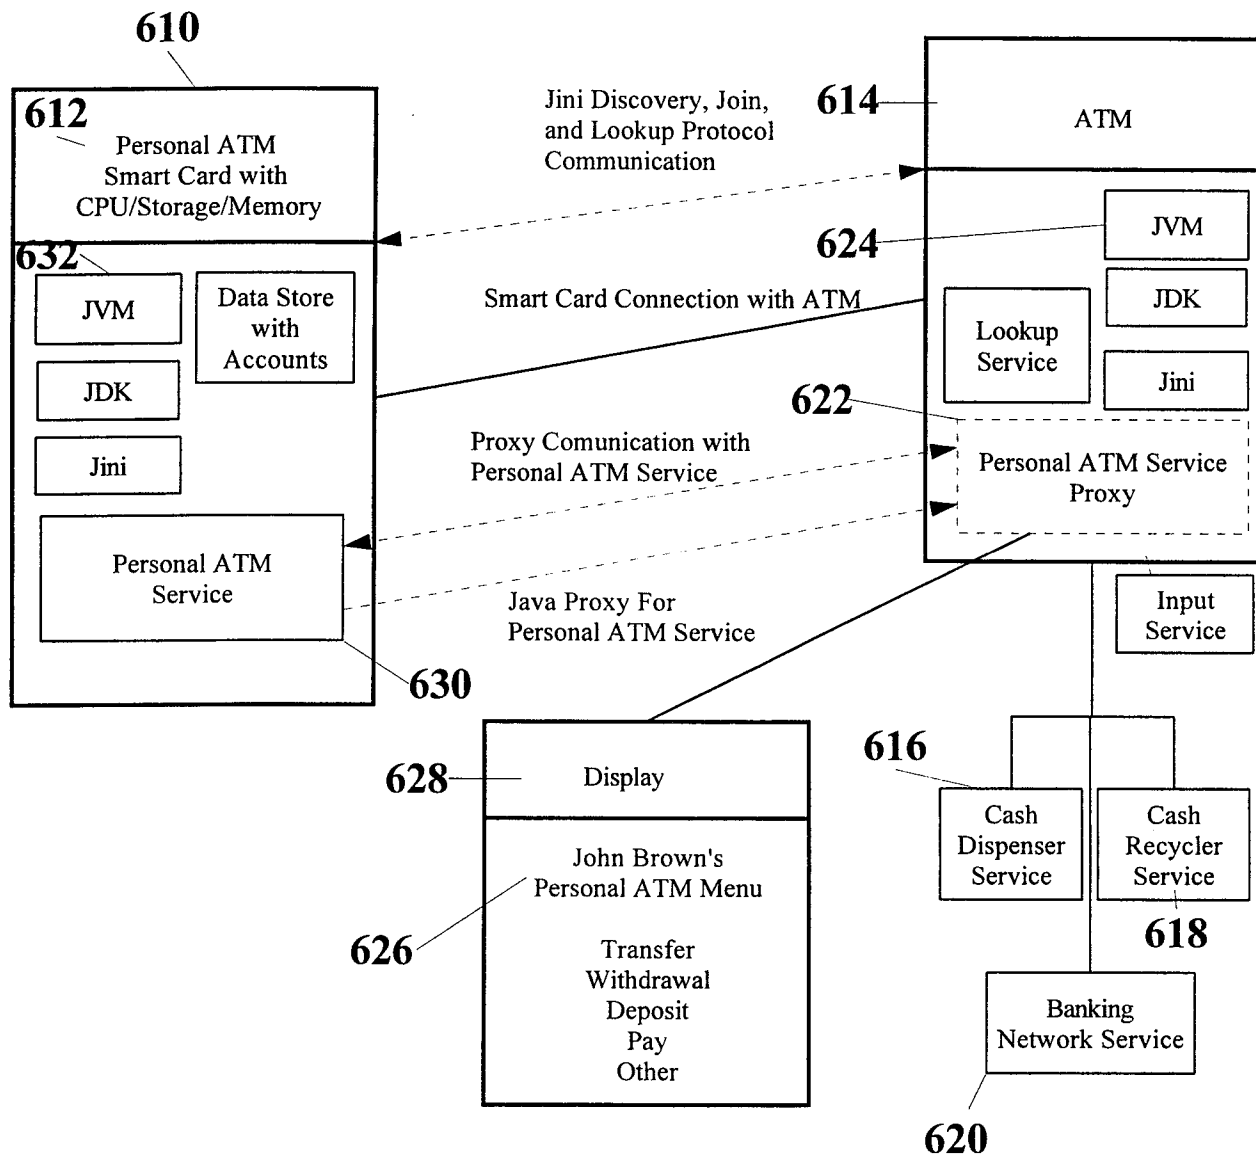 610
612
Personal ATM
Smart Card with
CPU/Storage/Memory
632
JVM
Data Store
with
Accounts
JDK
Jini
Personal ATM
Service
630
Jini Discovery, Join,
and Lookup Protocol
Communication
Smart Card Connection with ATM
Proxy Comunication with
Personal ATM Service
Java Proxy For
Personal ATM Service
614
ATM
624
JVM
JDK
Lookup
Service
Jini
622
Personal ATM Service
Proxy
Input
Service
628
Display
John Brown's
Personal ATM Menu
626
Transfer
Withdrawal
Deposit
Pay
Other
616
Cash
Dispenser
Service
Cash
Recycler
Service
618
Banking
Network Service
620